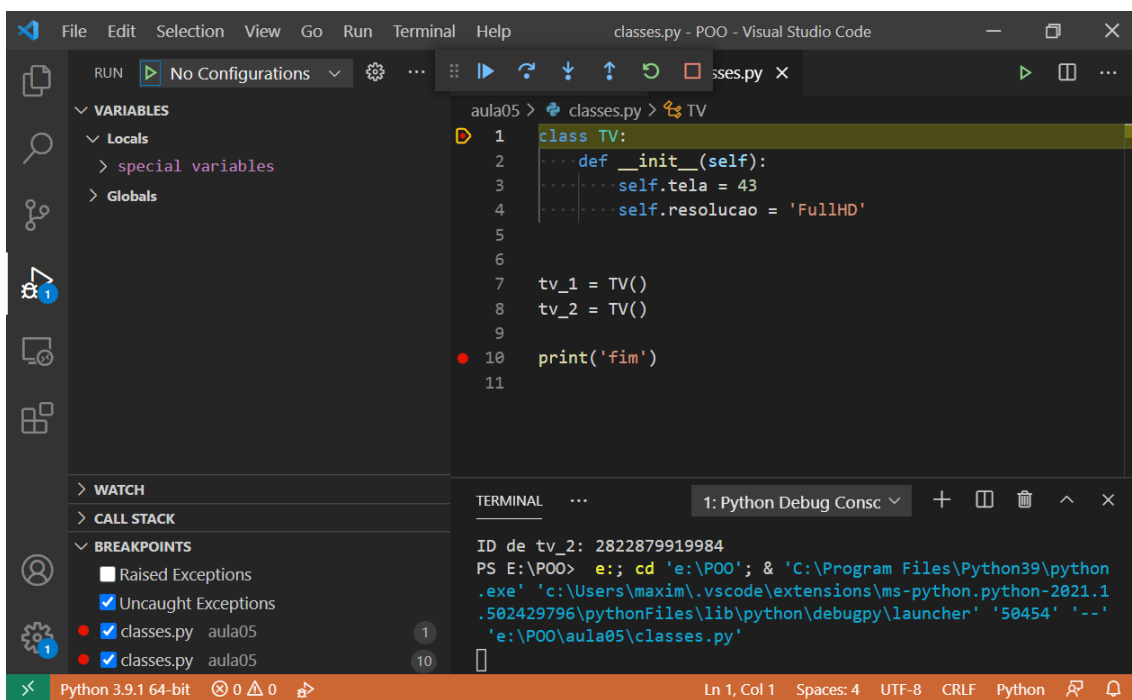 File Edit Selection View Go Run Terminal Help classes.py - POO - Visual Studio Code
RUN No Configurations
sses.py
VARIABLES
Locals
special variables
Globals
aula05 > classes.py > TV
1 class TV:
2 ····def __init__(self):
3 ········self.tela = 43
4 ········self.resolucao = 'FullHD'
5
6
7 tv_1 = TV()
8 tv_2 = TV()
9
10 print('fim')
11
WATCH
CALL STACK
BREAKPOINTS
Raised Exceptions
Uncaught Exceptions
classes.py aula05 1
classes.py aula05 10
1
1
TERMINAL ··· 1: Python Debug Consc
ID de tv_2: 2822879919984
PS E:\POO> e:; cd 'e:\POO'; & 'C:\Program Files\Python39\python
.exe' 'c:\Users\maxim\.vscode\extensions\ms-python.python-2021.1
.502429796\pythonFiles\lib\python\debugpy\launcher' '50454' '--'
'e:\POO\aula05\classes.py'
Python 3.9.1 64-bit 0 0 Ln 1, Col 1 Spaces: 4 UTF-8 CRLF Python